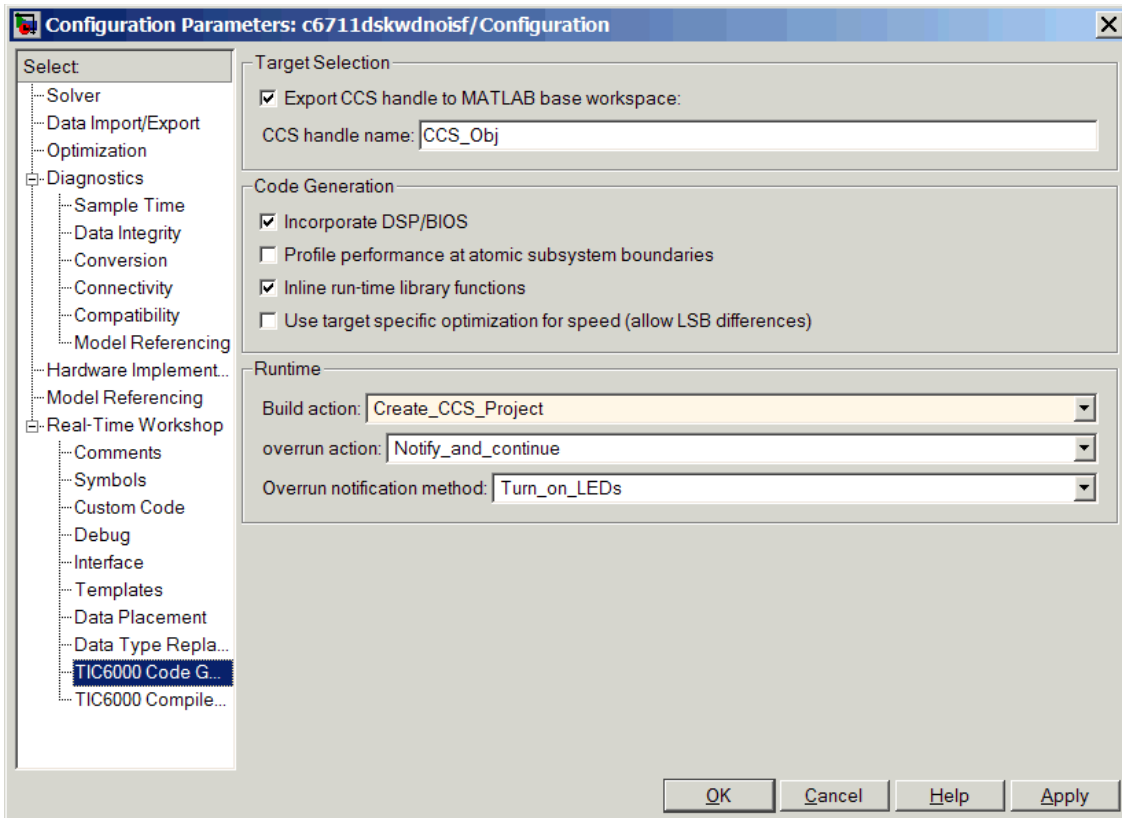 Configuration Parameters: c6711dskwdnoisf/Configuration
Select:
Solver
Data Import/Export
Optimization
Diagnostics
Sample Time
Data Integrity
Conversion
Connectivity
Compatibility
Model Referencing
Hardware Implement...
Model Referencing
Real-Time Workshop
Comments
Symbols
Custom Code
Debug
Interface
Templates
Data Placement
Data Type Repla...
TIC6000 Code G...
TIC6000 Compile...
Target Selection
Export CCS handle to MATLAB base workspace:
CCS handle name: CCS_Obj
Code Generation
Incorporate DSP/BIOS
Profile performance at atomic subsystem boundaries
Inline run-time library functions
Use target specific optimization for speed (allow LSB differences)
Runtime
Build action: Create_CCS_Project
overrun action: Notify_and_continue
Overrun notification method: Turn_on_LEDs
OK Cancel Help Apply